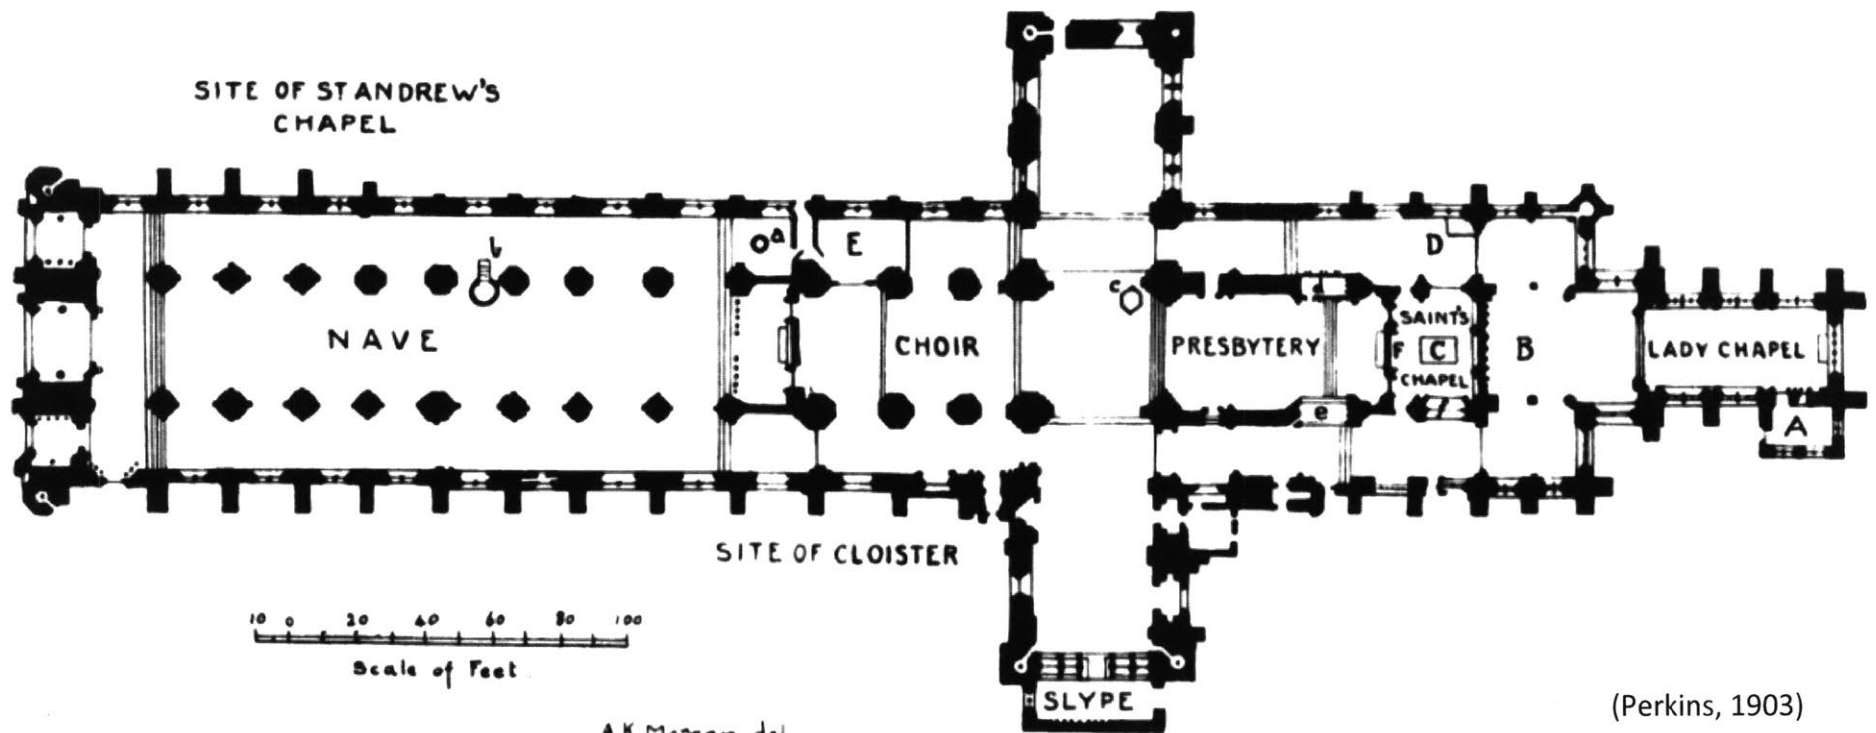 SITE OF ST ANDREW'S
CHAPEL
b
a
E
D
c
d
NAVE
CHOIR
PRESBYTERY
SAINT'S
F
C
CHAPEL
B
LADY CHAPEL
e
f
A
SITE OF CLOISTER
10 0 20 40 60 80 100
Scale of Feet
SLYPE
(Perkins, 1903)